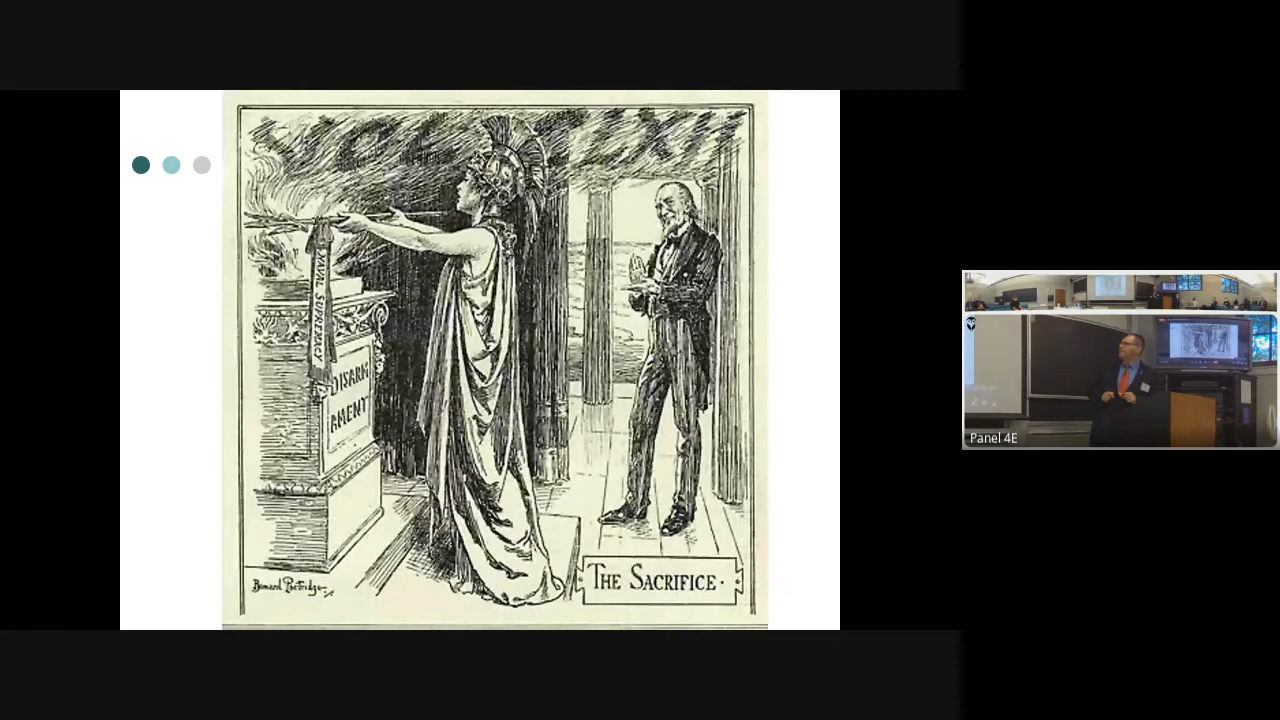 NAVAL SUPREMACY
DISARM
AMENT
THE SACRIFICE.
Bernard Partridge
Panel 4E